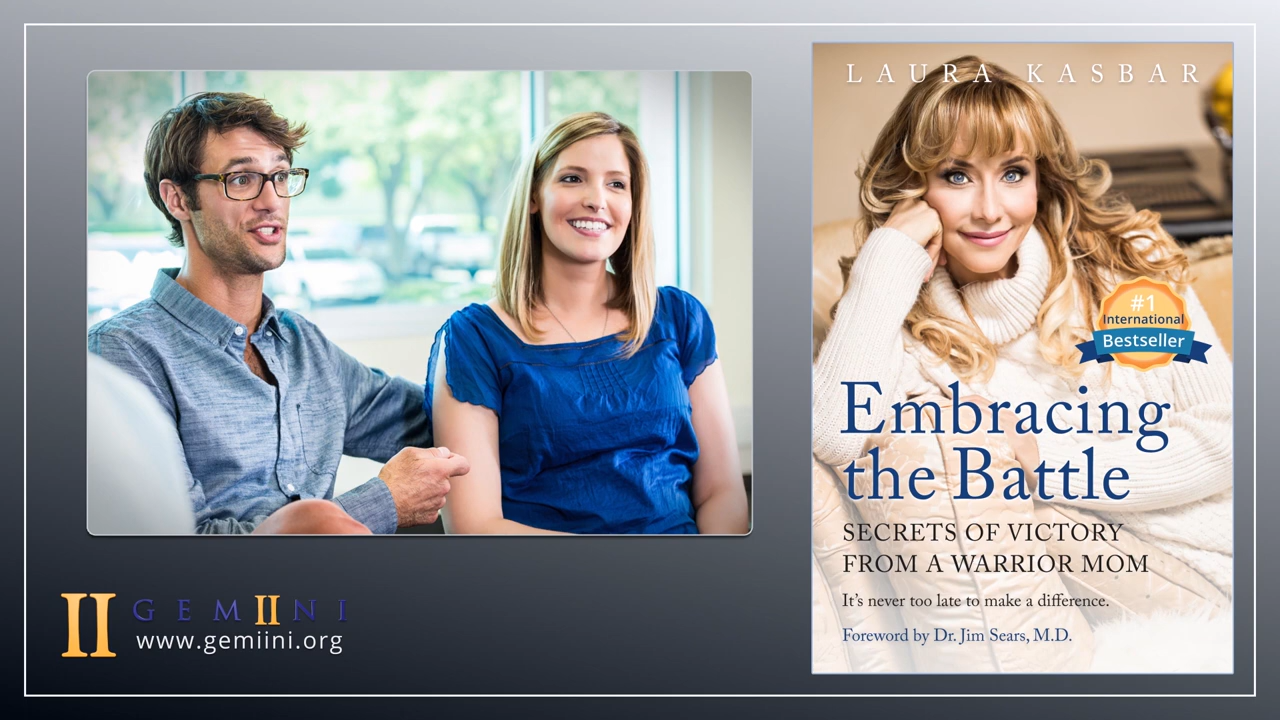 LAURA KASBAR
#1
International
Bestseller
Embracing
the Battle
SECRETS OF VICTORY
FROM A WARRIOR MOM
It's never too late to make a difference.
Foreword by Dr. Jim Sears, M.D.
II GEMIINI
www.gemiini.org